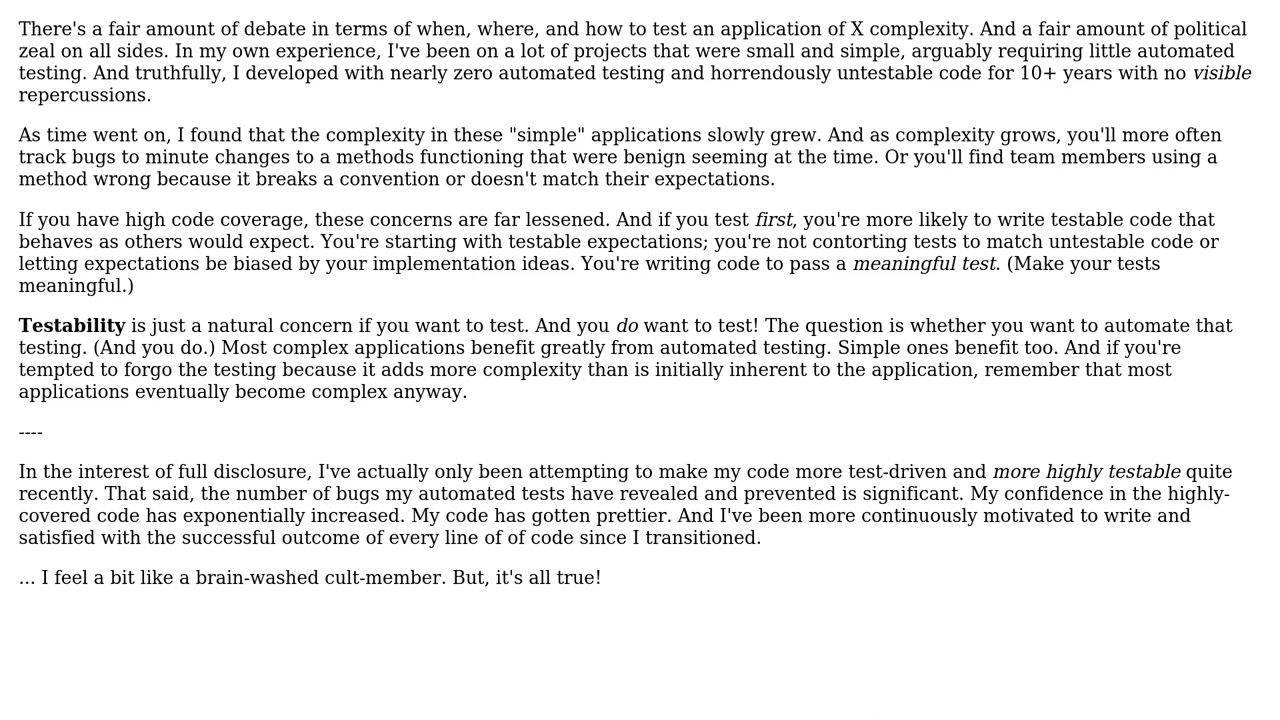 There's a fair amount of debate in terms of when, where, and how to test an application of X complexity. And a fair amount of political
zeal on all sides. In my own experience, I've been on a lot of projects that were small and simple, arguably requiring little automated
testing. And truthfully, I developed with nearly zero automated testing and horrendously untestable code for 10+ years with no visible
repercussions.
As time went on, I found that the complexity in these "simple" applications slowly grew. And as complexity grows, you'll more often
track bugs to minute changes to a methods functioning that were benign seeming at the time. Or you'll find team members using a
method wrong because it breaks a convention or doesn't match their expectations.
If you have high code coverage, these concerns are far lessened. And if you test first, you're more likely to write testable code that
behaves as others would expect. You're starting with testable expectations; you're not contorting tests to match untestable code or
letting expectations be biased by your implementation ideas. You're writing code to pass a meaningful test. (Make your tests
meaningful.)
Testability is just a natural concern if you want to test. And you do want to test! The question is whether you want to automate that
testing. (And you do.) Most complex applications benefit greatly from automated testing. Simple ones benefit too. And if you're
tempted to forgo the testing because it adds more complexity than is initially inherent to the application, remember that most
applications eventually become complex anyway.
----
In the interest of full disclosure, I've actually only been attempting to make my code more test-driven and more highly testable quite
recently. That said, the number of bugs my automated tests have revealed and prevented is significant. My confidence in the highly-
covered code has exponentially increased. My code has gotten prettier. And I've been more continuously motivated to write and
satisfied with the successful outcome of every line of of code since I transitioned.
... I feel a bit like a brain-washed cult-member. But, it's all true!